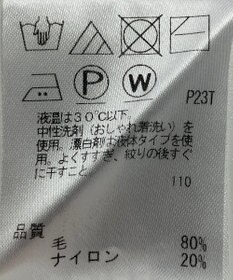 P W P23T
液温は30℃以下。
中性洗剤(おしゃれ着洗い)を
使用。漂白剤は液体タイプを使
用。よくすすぎ、絞りの後すぐ
に干すこと。
110
品質
毛 80%
ナイロン 20%